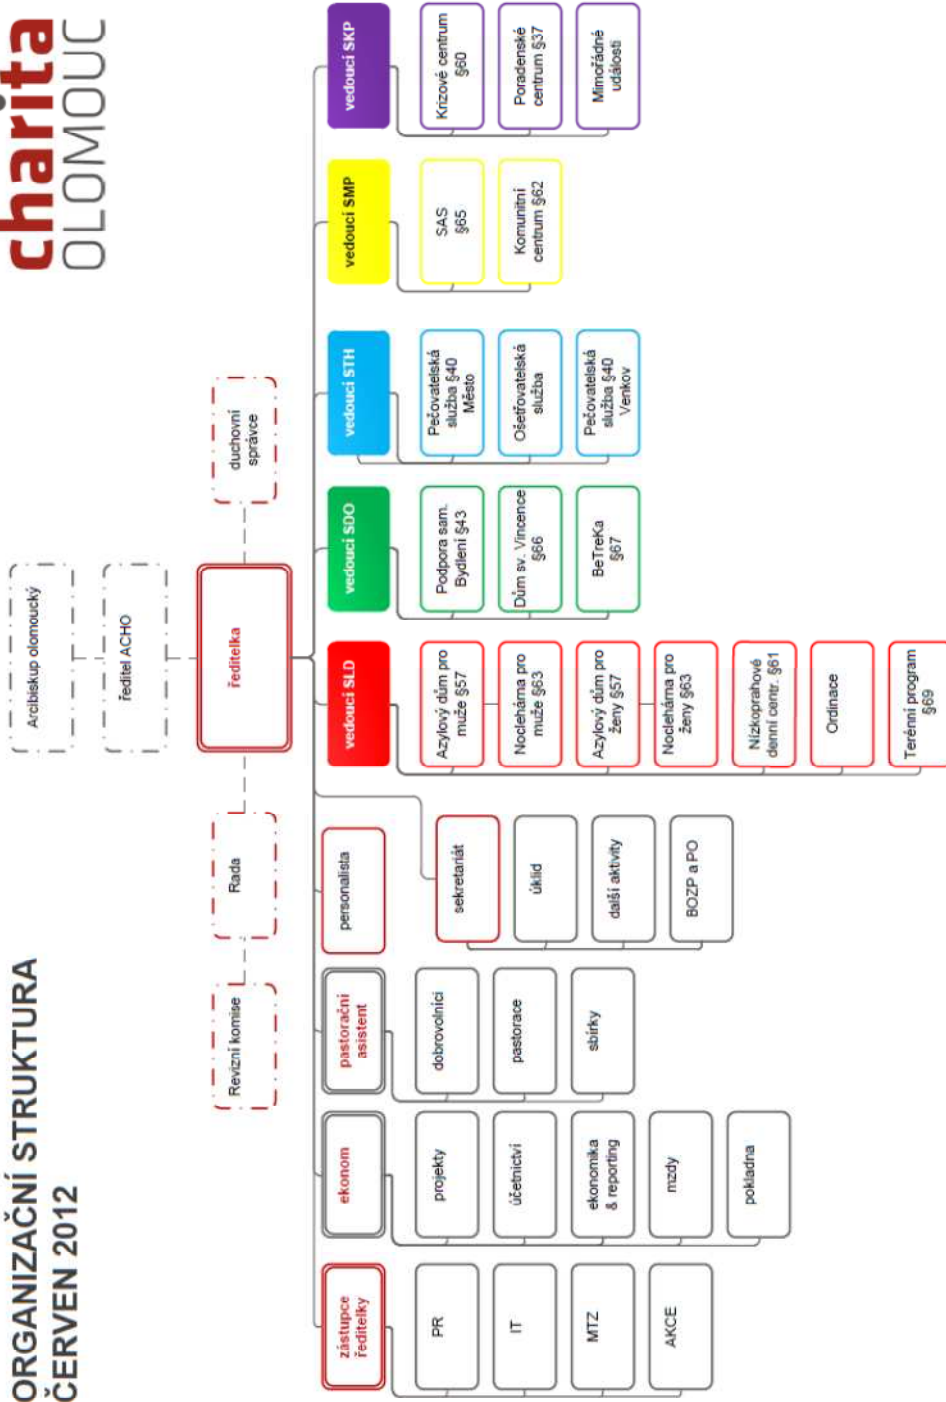 ORGANIZAČNÍ STRUKTURA
ČERVEN 2012
charita
OLOMOUC
Arcibiskup olomoucký
ředitel ACHO
Revizní komise
Rada
ředitelka
duchovní
správce
zástupce
ředitelky
ekonom
pastorační
asistent
personalista
vedoucí SLD
vedoucí SDO
vedoucí STH
vedoucí SMP
vedoucí SKP
PR
IT
MTZ
AKCE
projekty
účetnictví
ekonomika
& reporting
mzdy
pokladna
dobrovolníci
pastorace
sbírky
sekretariát
úklid
další aktivity
BOZP a PO
Azylový dům pro
muže §57
Noclehárna pro
muže §63
Azylový dům pro
ženy §57
Noclehárna pro
ženy §63
Nízkoprahové
denní centr. §61
Ordinace
Terénní program
§69
Podpora sam.
Bydlení §43
Dům sv. Vincence
§66
BeTreKa
§67
Pečovatelská
služba §40
Město
Ošetřovatelská
služba
Pečovatelská
služba §40
Venkov
SAS
§65
Komunitní
centrum §62
Krizové centrum
§60
Poradenské
centrum §37
Mimořádné
události